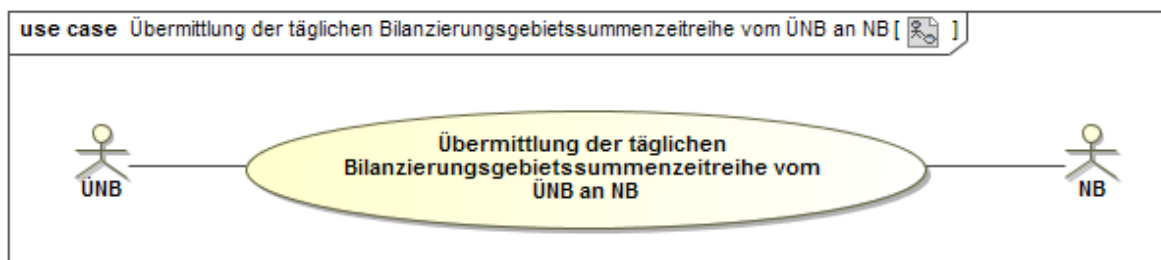 use case Übermittlung der täglichen Bilanzierungsgebietssummenzeitreihe vom ÜNB an NB [ ]
Übermittlung der täglichen
Bilanzierungsgebietssummenzeitreihe vom
ÜNB an NB
ÜNB
NB